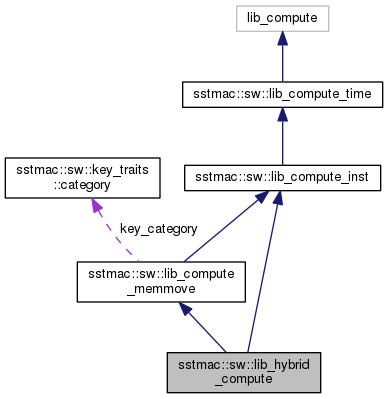 lib_compute
sstmac::sw::lib_compute_time
sstmac::sw::key_traits
::category
sstmac::sw::lib_compute_inst
key_category
sstmac::sw::lib_compute
_memmove
sstmac::sw::lib_hybrid
_compute